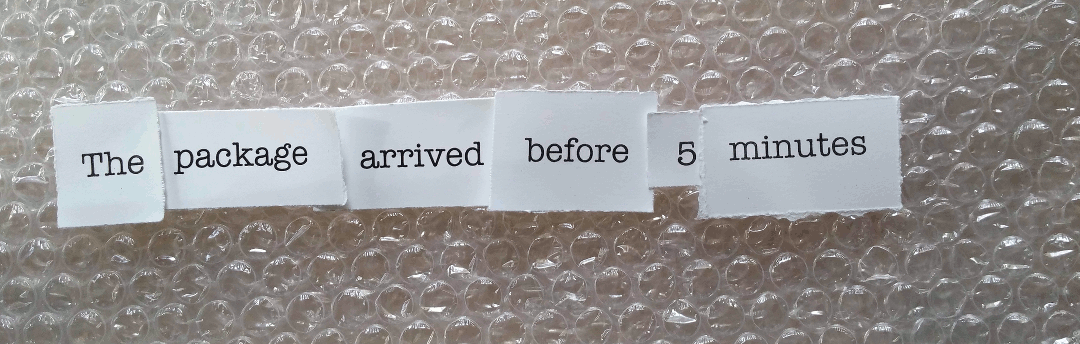 The package arrived before 5 minutes